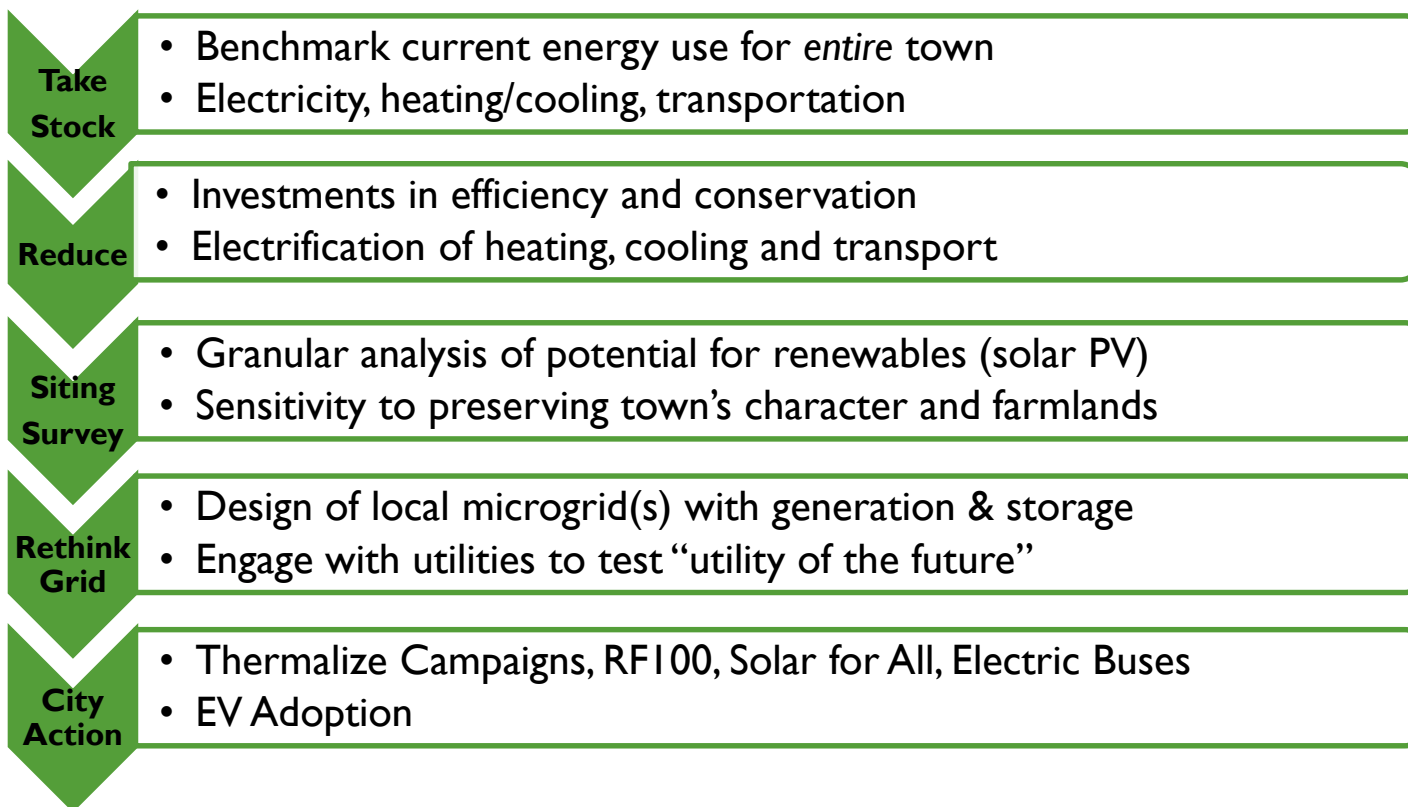 Take
Stock
• Benchmark current energy use for entire town
• Electricity, heating/cooling, transportation
Reduce
• Investments in efficiency and conservation
• Electrification of heating, cooling and transport
Siting
Survey
• Granular analysis of potential for renewables (solar PV)
• Sensitivity to preserving town’s character and farmlands
Rethink
Grid
• Design of local microgrid(s) with generation & storage
• Engage with utilities to test “utility of the future”
City
Action
• Thermalize Campaigns, RF100, Solar for All, Electric Buses
• EV Adoption